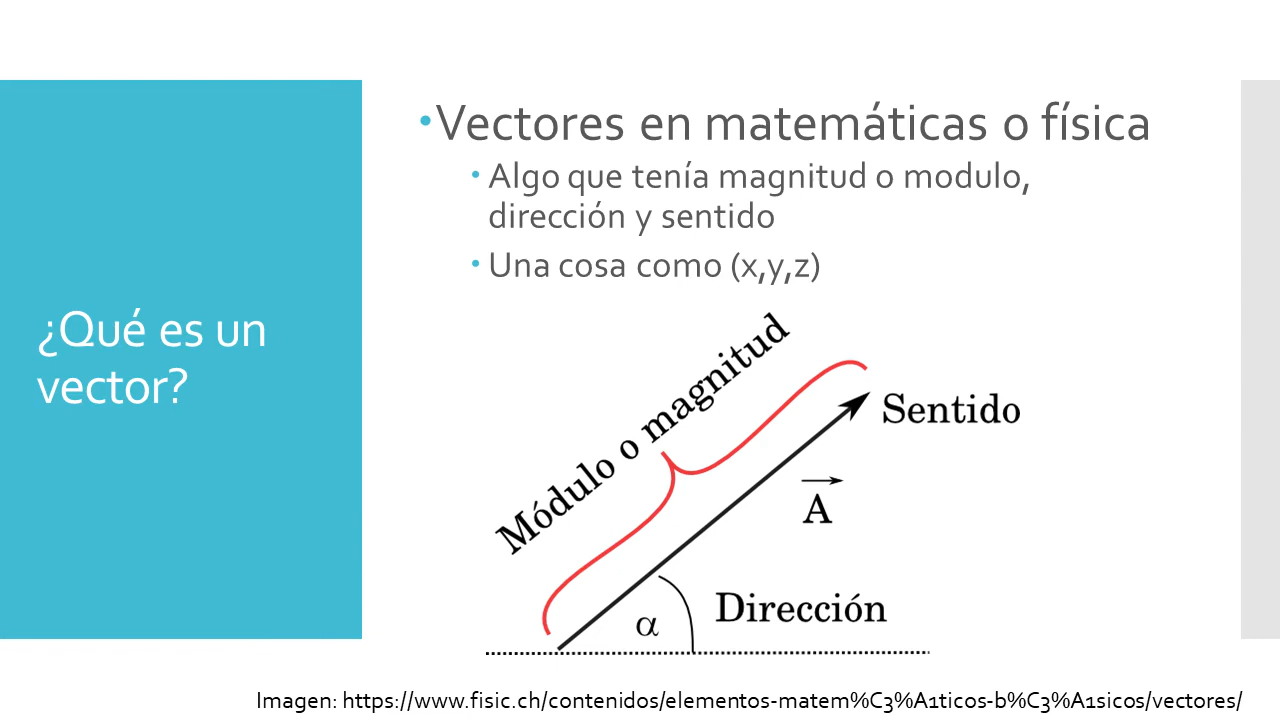 ¿Qué es un
vector?
•Vectores en matemáticas o física
• Algo que tenía magnitud o modulo,
dirección y sentido
• Una cosa como (x,y,z)
Módulo o magnitud
Sentido
A
Dirección
α
Imagen: https://www.fisic.ch/contenidos/elementos-matem%C3%A1ticos-b%C3%A1sicos/vectores/